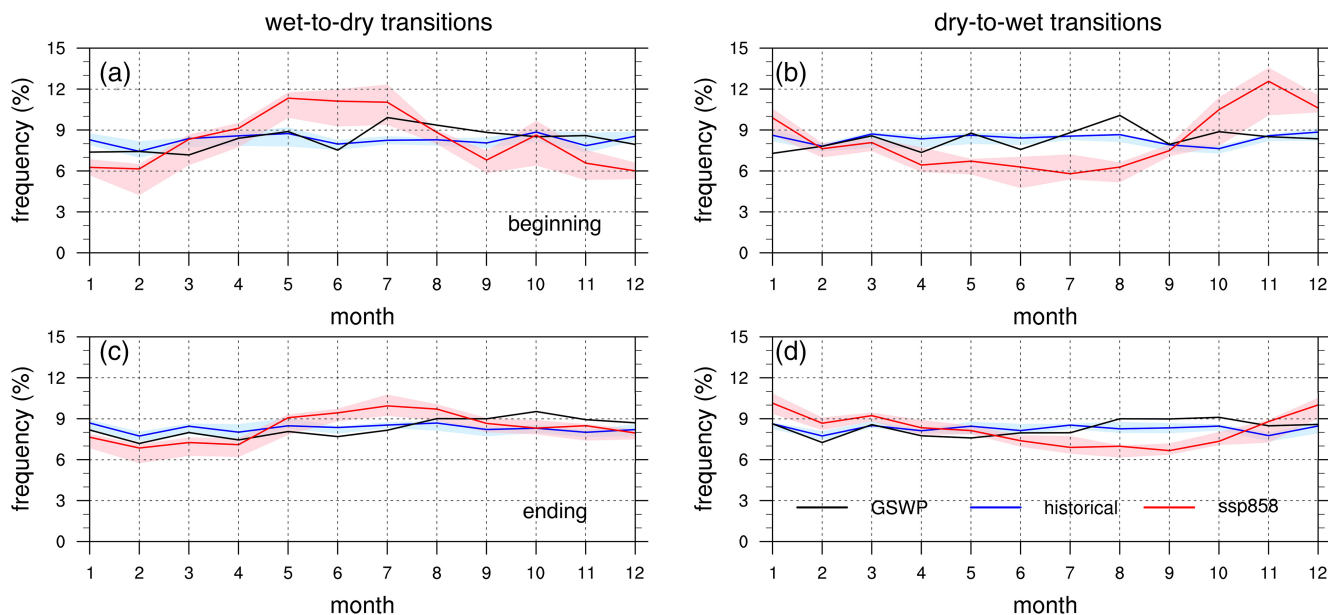 wet-to-dry transitions
dry-to-wet transitions
(a)
frequency (%)
15
12
9
6
3
0
beginning
1 2 3 4 5 6 7 8 9 10 11 12
month
(b)
frequency (%)
15
12
9
6
3
0
1 2 3 4 5 6 7 8 9 10 11 12
month
(c)
frequency (%)
15
12
9
6
3
0
ending
1 2 3 4 5 6 7 8 9 10 11 12
month
(d)
frequency (%)
15
12
9
6
3
0
GSWP historical ssp858
1 2 3 4 5 6 7 8 9 10 11 12
month